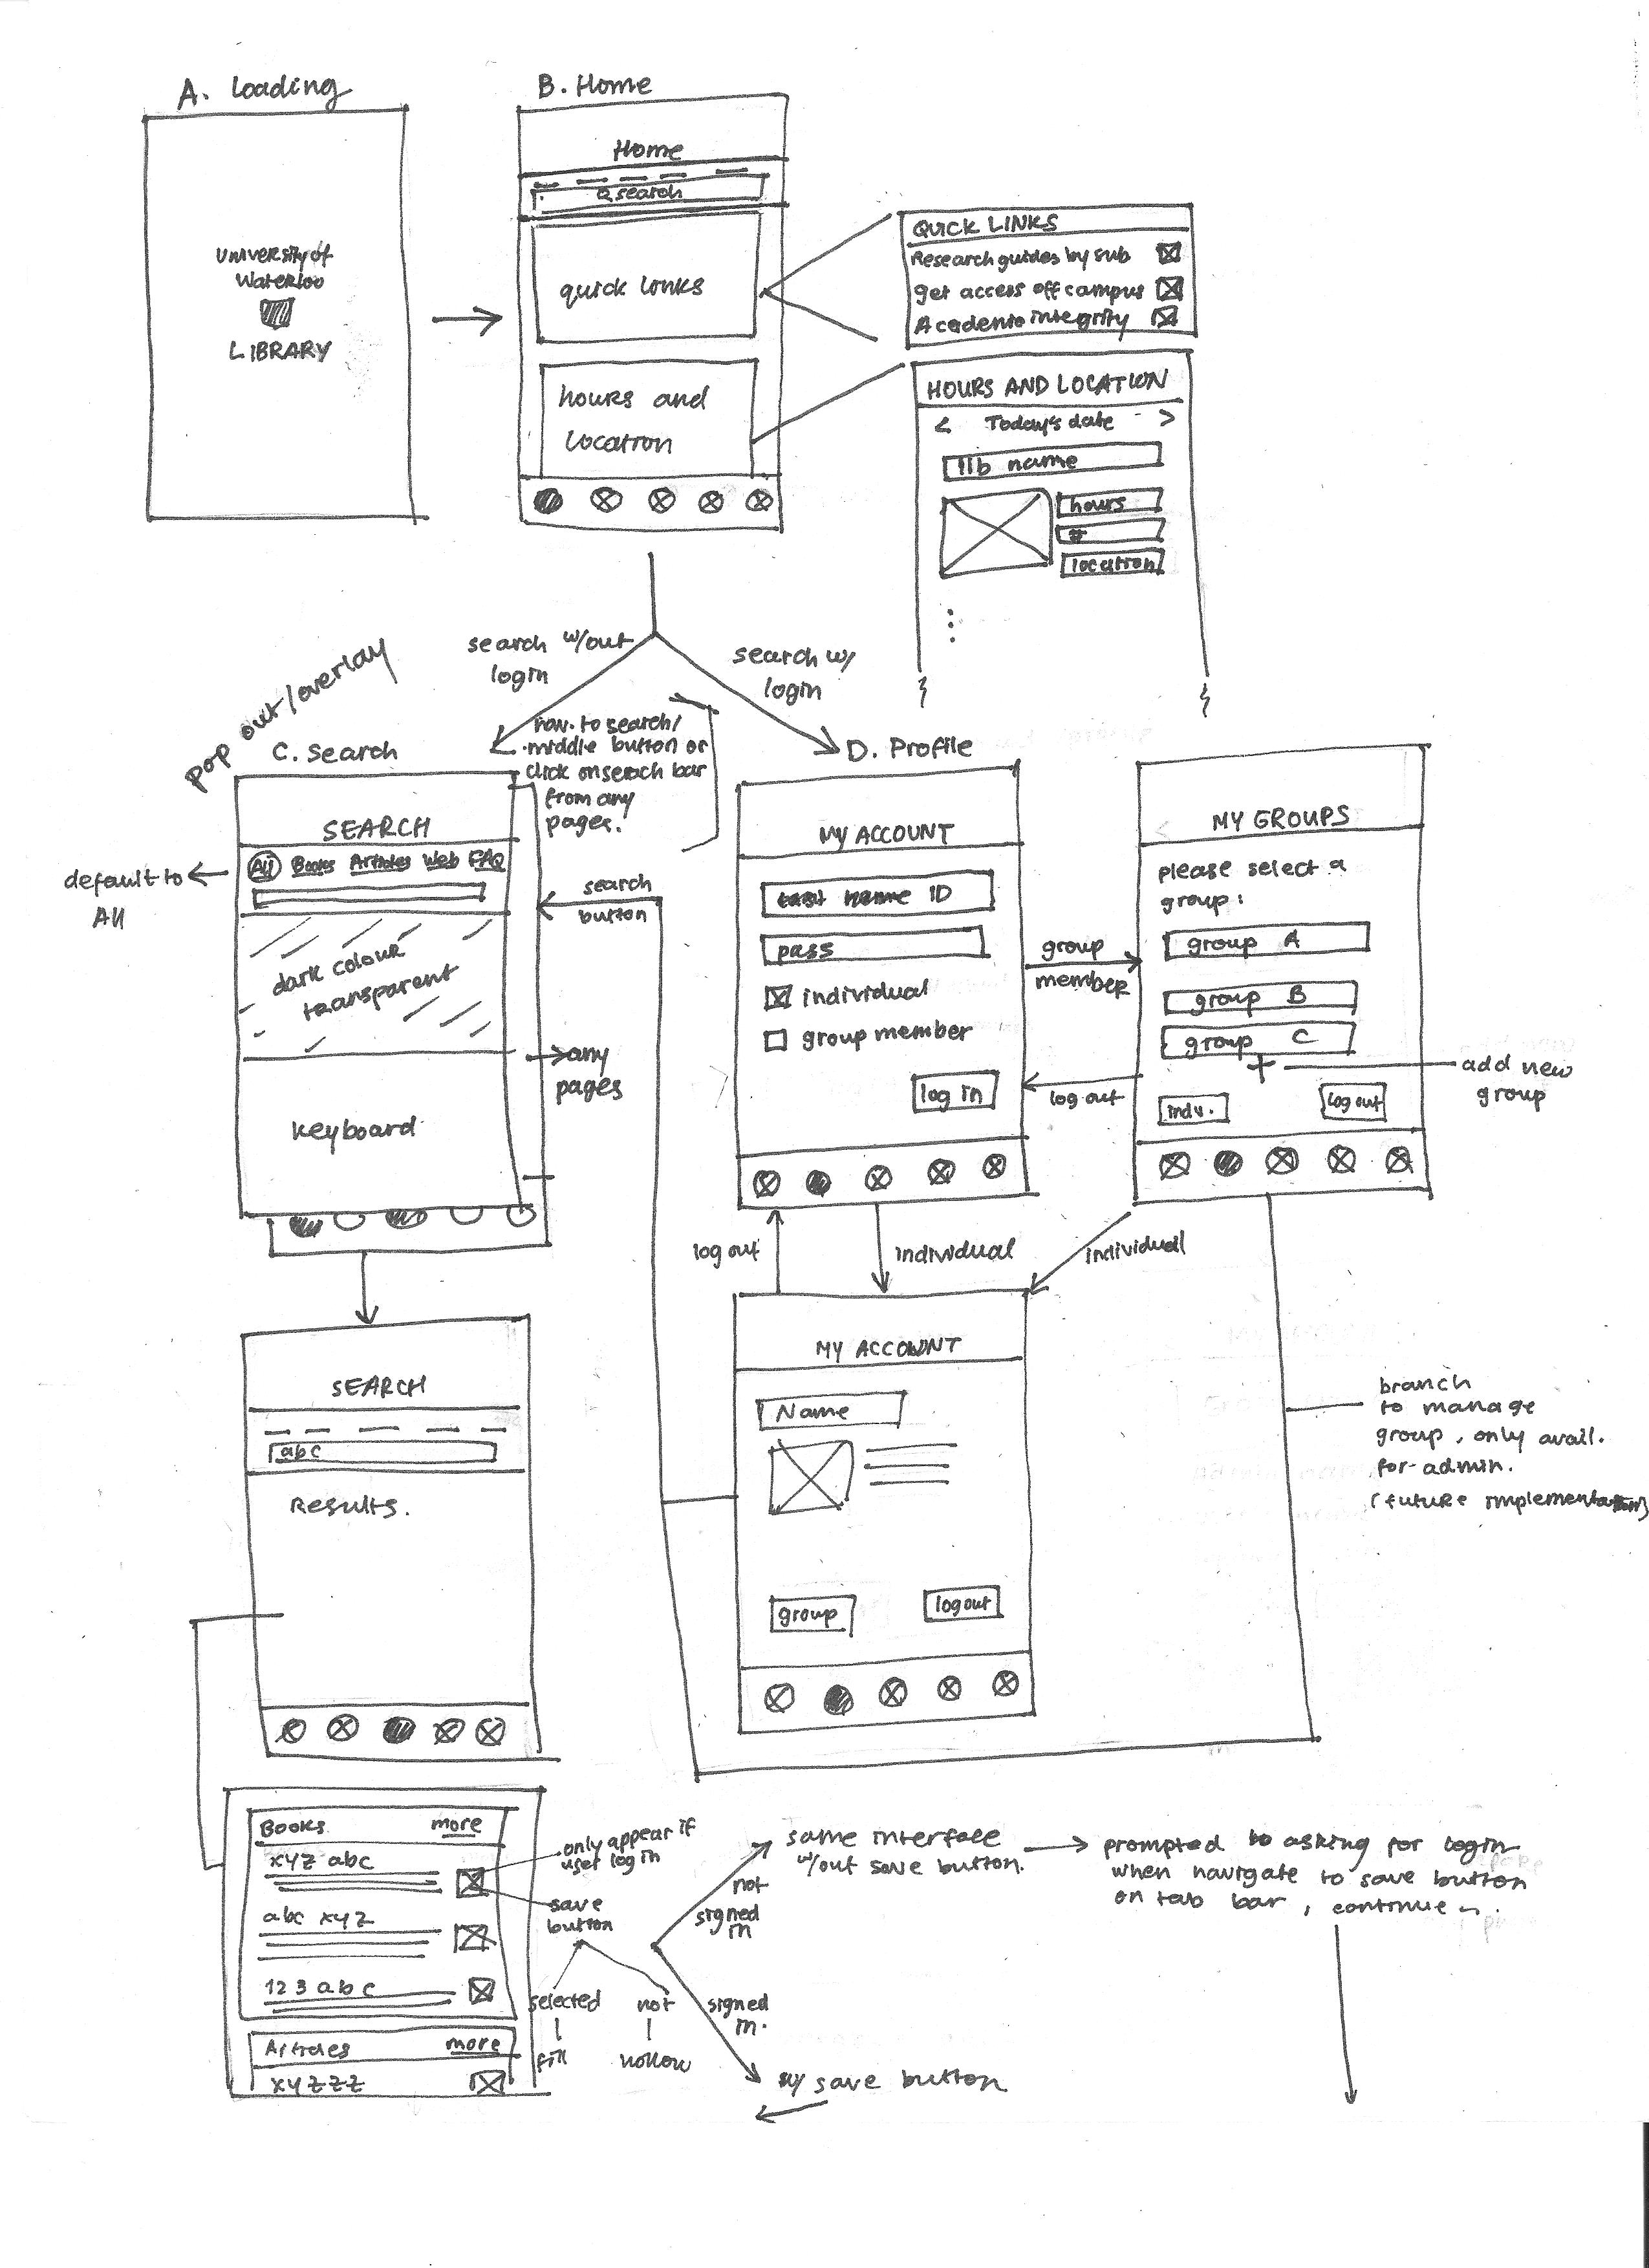 A. Loading
University of
Waterloo
LIBRARY
B. Home
Home
search
quick links
hours and
location
QUICK LINKS
Research guides by sub
get access off campus
integrity
HOURS AND LOCATION
< Today's date >
lib name
hours
#
location
search w/out
login
search w/
login
pop out/overlay
C. Search
to search/
middle button or
click on search bar
from any
pages.
SEARCH
All Books Articles Web FAQ
default to
All
dark colour
transparent
keyboard
search
button
any
pages
D. Profile
MY ACCOUNT
ID
pass
individual
group member
log in
group
member
log out
MY GROUPS
please select a
group:
group A
group B
group C
+
add new
group
indv.
log out
log out
individual
individual
SEARCH
abc
Results.
MY ACCOUNT
Name
group
logout
branch
to manage
group, only avail.
for admin.
(future implementation)
Books more
xyz abc
abc xyz
123 abc
Articles more
xyzzz
only appear if
user log in
save
button
selected
fill
not
hollow
not
signed
in
signed
in.
same interface
w/out save button.
prompted to asking for login
when navigate to save button
on tab bar, continue
w/ save button